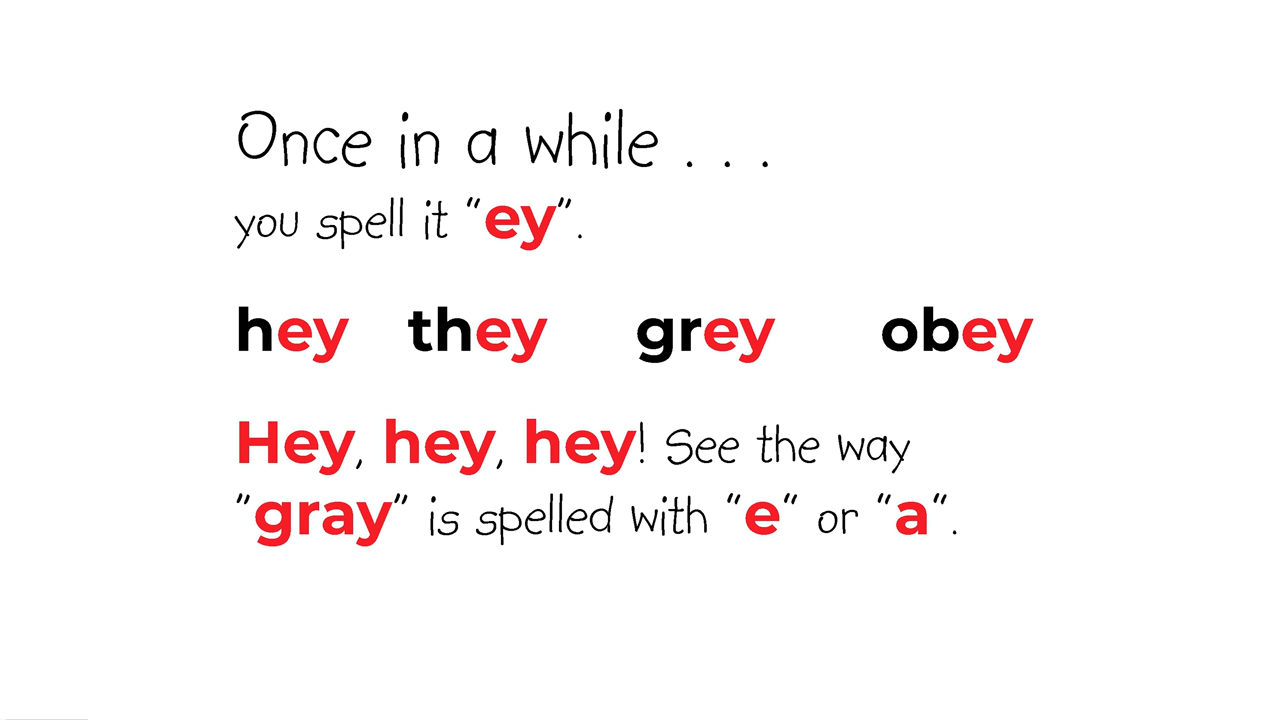 Once in a while . . .
you spell it "ey".
hey they grey obey
Hey, hey, hey! See the way
"gray" is spelled with "e" or "a".